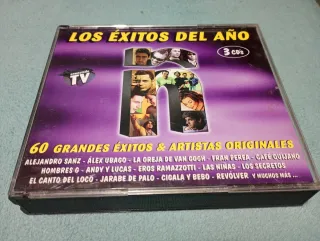 LOS ÉXITOS DEL AÑO
3 CD's
TV
ñ
60 GRANDES ÉXITOS & ARTISTAS ORIGINALES
ALEJANDRO SANZ - ÁLEX UBAGO - LA OREJA DE VAN GOGH - FRAN PEREA - CAFÉ QUIJANO
HOMBRES G - ANDY Y LUCAS - EROS RAMAZZOTTI - LAS NIÑAS - LOS SECRETOS
EL CANTO DEL LOCO - JARABE DE PALO - CIGALA Y BEBO - REVÓLVER Y MUCHOS MÁS ...